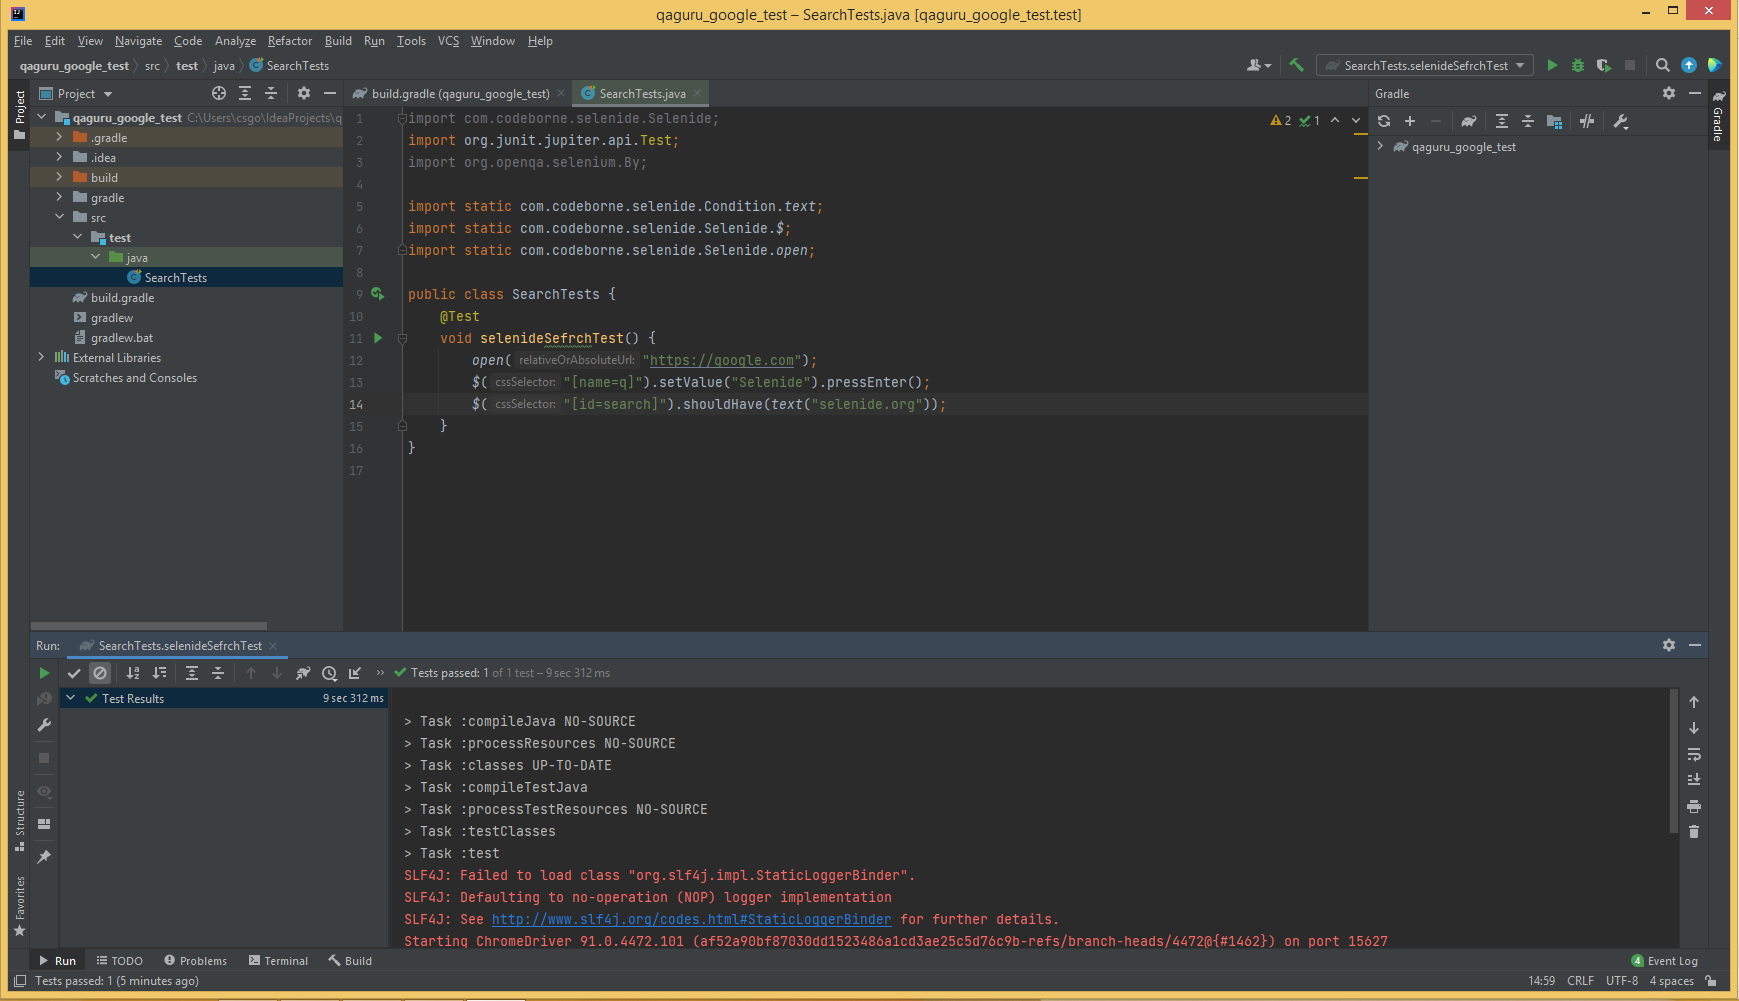 qaguru_google_test – SearchTests.java [qaguru_google_test.test]
File Edit View Navigate Code Analyze Refactor Build Run Tools VCS Window Help
qaguru_google_test src test java SearchTests
SearchTests.selenideSefrchTest
Project
Project
build.gradle (qaguru_google_test)
SearchTests.java
Gradle
Gradle
qaguru_google_test C:\Users\csgo\IdeaProjects\q
.gradle
.idea
build
gradle
src
test
java
SearchTests
build.gradle
gradlew
gradlew.bat
External Libraries
Scratches and Consoles
2 1
1 import com.codeborne.selenide.Selenide;
2 import org.junit.jupiter.api.Test;
3 import org.openqa.selenium.By;
4
5 import static com.codeborne.selenide.Condition.text;
6 import static com.codeborne.selenide.Selenide.$;
7 import static com.codeborne.selenide.Selenide.open;
8
9 public class SearchTests {
10 @Test
11 void selenideSefrchTest() {
12 open( relativeOrAbsoluteUrl: "https://google.com");
13 $( cssSelector: "[name=q]").setValue("Selenide").pressEnter();
14 $( cssSelector: "[id=search]").shouldHave(text("selenide.org"));
15 }
16 }
17
qaguru_google_test
Run: SearchTests.selenideSefrchTest
Tests passed: 1 of 1 test – 9 sec 312 ms
Test Results 9 sec 312 ms
> Task :compileJava NO-SOURCE
> Task :processResources NO-SOURCE
> Task :classes UP-TO-DATE
> Task :compileTestJava
> Task :processTestResources NO-SOURCE
> Task :testClasses
> Task :test
SLF4J: Failed to load class "org.slf4j.impl.StaticLoggerBinder".
SLF4J: Defaulting to no-operation (NOP) logger implementation
SLF4J: See http://www.slf4j.org/codes.html#StaticLoggerBinder for further details.
Starting ChromeDriver 91.0.4472.101 (af52a90bf87030dd1523486a1cd3ae25c5d76c9b-refs/branch-heads/4472@{#1462}) on port 15627
Structure
Favorites
Run TODO Problems Terminal Build
4 Event Log
Tests passed: 1 (5 minutes ago)
14:59 CRLF UTF-8 4 spaces